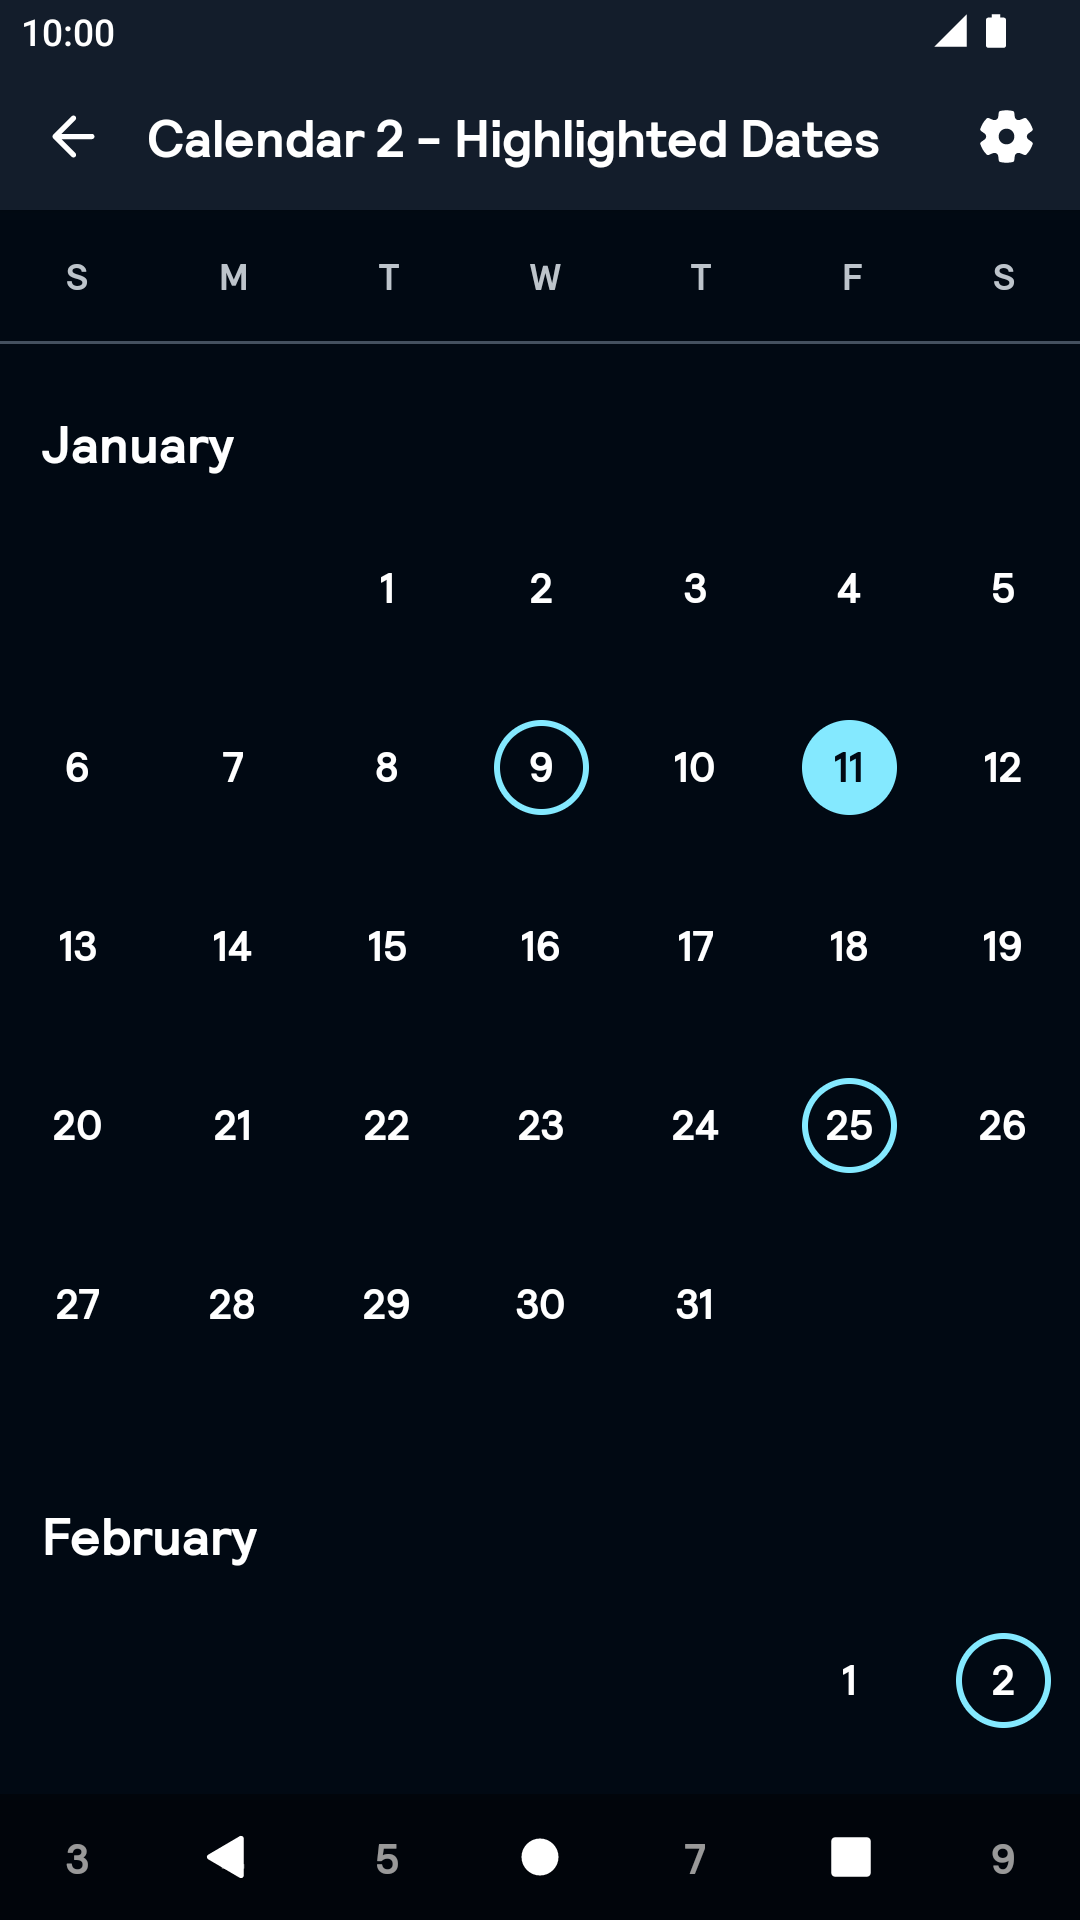 10:00
Calendar 2 – Highlighted Dates
S M T W T F S
January
1 2 3 4 5
6 7 8 9 10 11 12
13 14 15 16 17 18 19
20 21 22 23 24 25 26
27 28 29 30 31
February
1 2
3 5 7 9